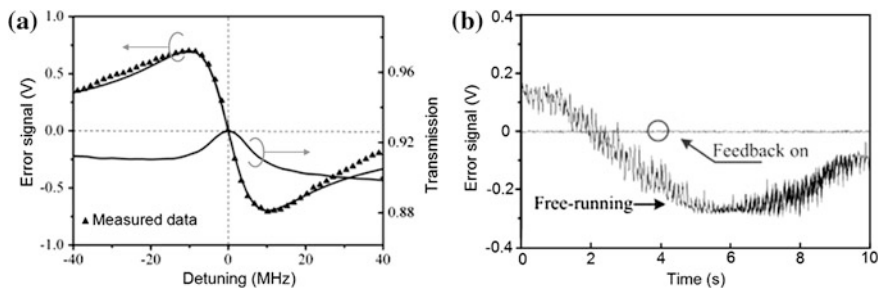 (a)
1.0
0.5
0.0
-0.5
-1.0
Error signal (V)
▲ Measured data
-40 -20 0 20 40
Detuning (MHz)
0.96
0.92
0.88
Transmission
(b)
0.4
0.2
0.0
-0.2
-0.4
Error signal (V)
Feedback on
Free-running
0 2 4 6 8 10
Time (s)